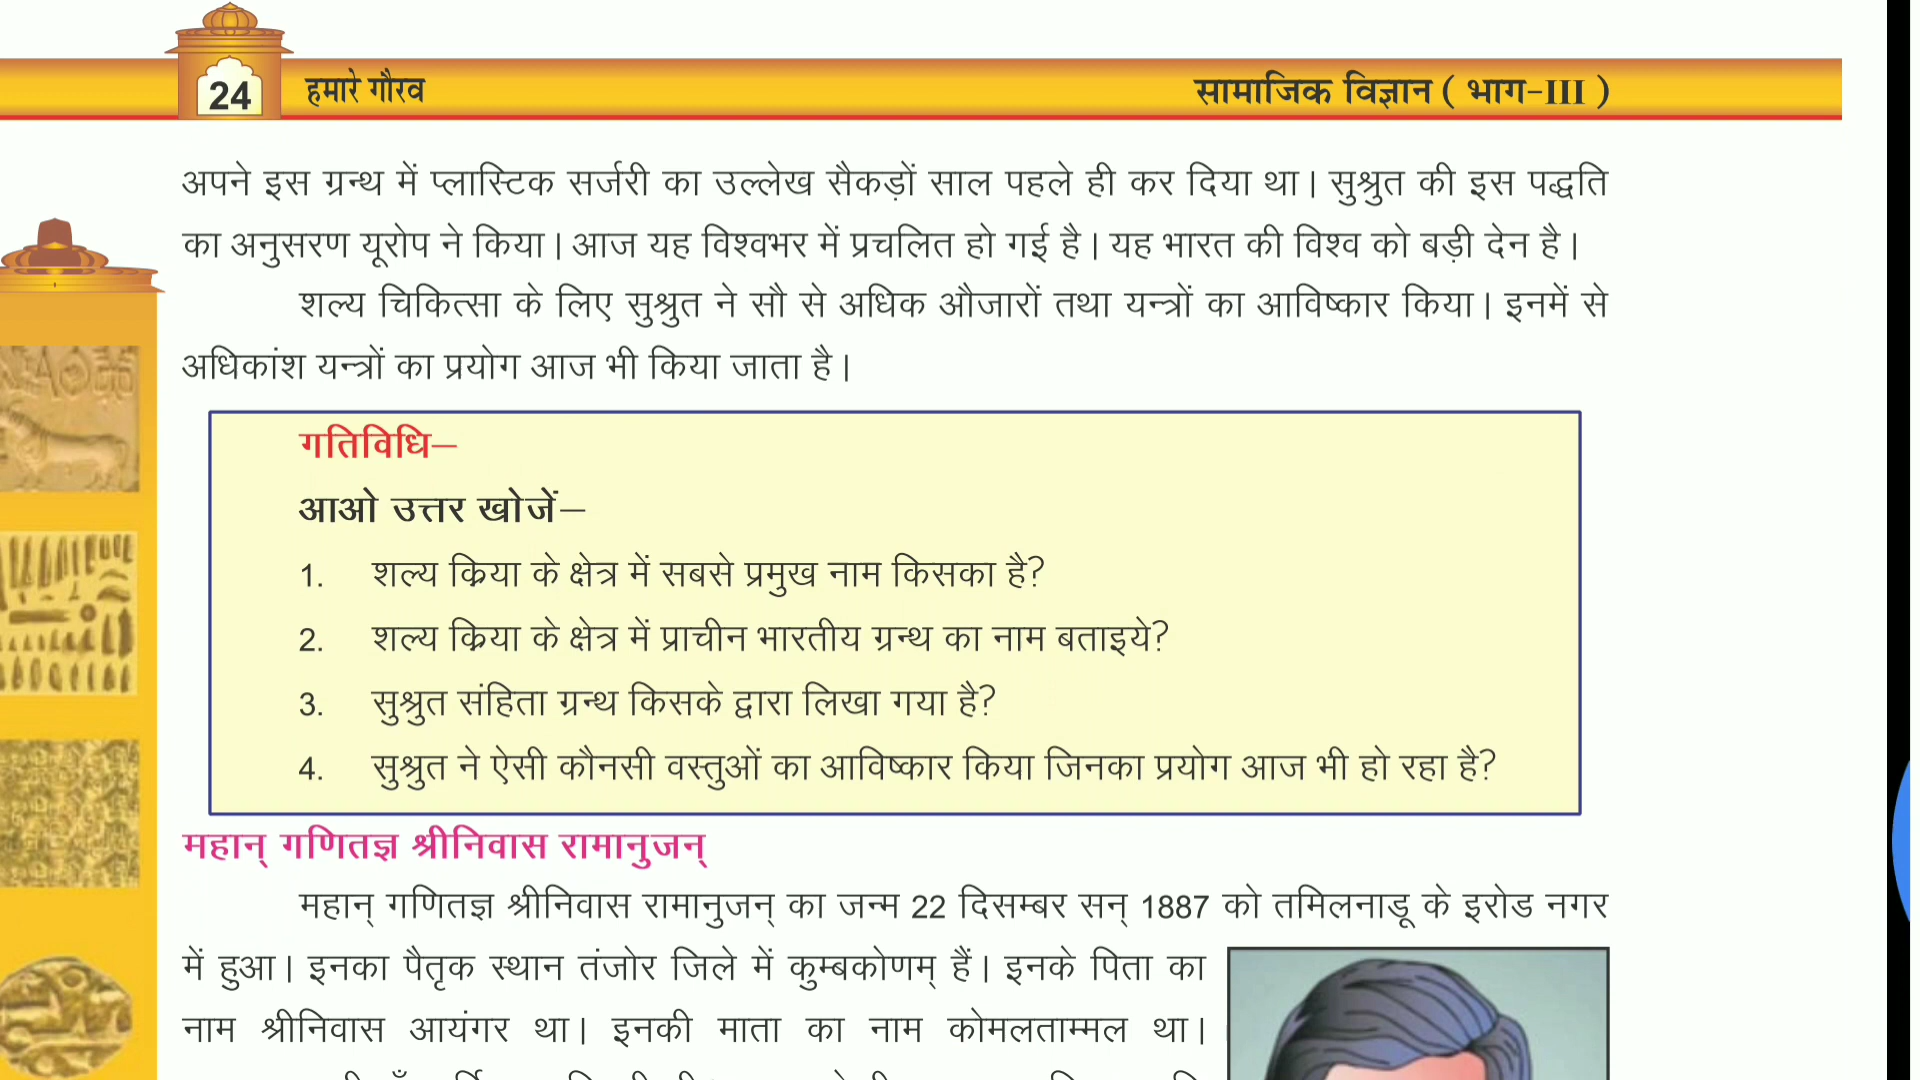 24 हमारे गौरव सामाजिक विज्ञान ( भाग-III )
अपने इस ग्रन्थ में प्लास्टिक सर्जरी का उल्लेख सैकड़ों साल पहले ही कर दिया था। सुश्रुत की इस पद्धति
का अनुसरण यूरोप ने किया। आज यह विश्वभर में प्रचलित हो गई है। यह भारत की विश्व को बड़ी देन है।
शल्य चिकित्सा के लिए सुश्रुत ने सौ से अधिक औजारों तथा यन्त्रों का आविष्कार किया। इनमें से
अधिकांश यन्त्रों का प्रयोग आज भी किया जाता है।
गतिविधि–
आओ उत्तर खोजें–
1. शल्य क्रिया के क्षेत्र में सबसे प्रमुख नाम किसका है?
2. शल्य क्रिया के क्षेत्र में प्राचीन भारतीय ग्रन्थ का नाम बताइये?
3. सुश्रुत संहिता ग्रन्थ किसके द्वारा लिखा गया है?
4. सुश्रुत ने ऐसी कौनसी वस्तुओं का आविष्कार किया जिनका प्रयोग आज भी हो रहा है?
महान् गणितज्ञ श्रीनिवास रामानुजन्
महान् गणितज्ञ श्रीनिवास रामानुजन् का जन्म 22 दिसम्बर सन् 1887 को तमिलनाडू के इरोड नगर
में हुआ। इनका पैतृक स्थान तंजोर जिले में कुम्बकोणम् हैं। इनके पिता का
नाम श्रीनिवास आयंगर था। इनकी माता का नाम कोमलताम्मल था।